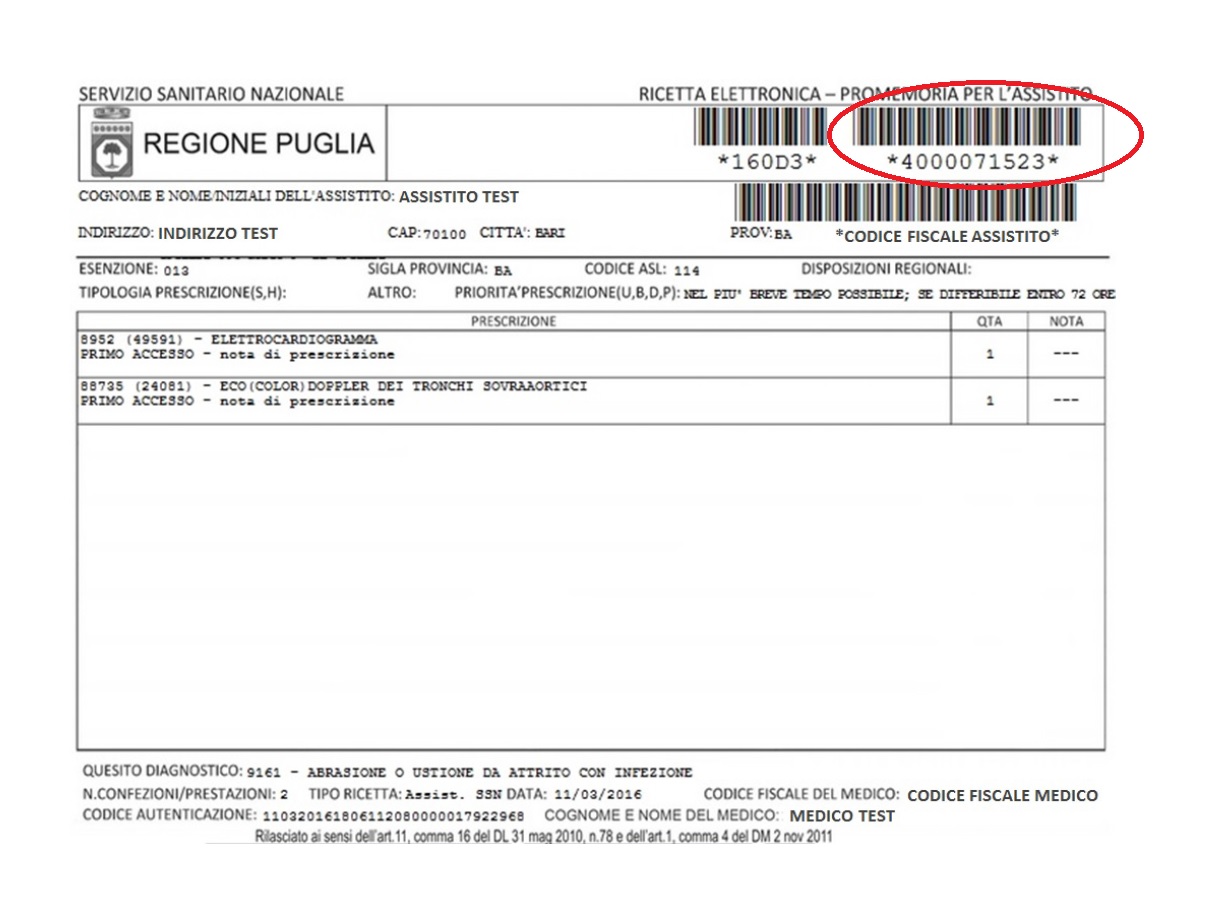 SERVIZIO SANITARIO NAZIONALE RICETTA ELETTRONICA – PROMEMORIA PER L'ASSISTITO
REGIONE PUGLIA
*160D3* *4000071523*
COGNOME E NOME/INIZIALI DELL'ASSISTITO: ASSISTITO TEST
INDIRIZZO: INDIRIZZO TEST CAP:70100 CITTA': BARI PROV:BA *CODICE FISCALE ASSISTITO*
ESENZIONE: 013 SIGLA PROVINCIA: BA CODICE ASL: 114 DISPOSIZIONI REGIONALI:
TIPOLOGIA PRESCRIZIONE(S,H): ALTRO: PRIORITA'PRESCRIZIONE(U,B,D,P): NEL PIU' BREVE TEMPO POSSIBILE; SE DIFFERIBILE ENTRO 72 ORE
PRESCRIZIONE QTA NOTA
8952 (49591) - ELETTROCARDIOGRAMMA
PRIMO ACCESSO - nota di prescrizione 1 ---
88735 (24081) - ECO(COLOR)DOPPLER DEI TRONCHI SOVRAAORTICI
PRIMO ACCESSO - nota di prescrizione 1 ---
QUESITO DIAGNOSTICO: 9161 - ABRASIONE O USTIONE DA ATTRITO CON INFEZIONE
N.CONFEZIONI/PRESTAZIONI: 2 TIPO RICETTA: Assist. SSN DATA: 11/03/2016 CODICE FISCALE DEL MEDICO: CODICE FISCALE MEDICO
CODICE AUTENTICAZIONE: 110320161806112080000017922968 COGNOME E NOME DEL MEDICO: MEDICO TEST
Rilasciato ai sensi dell'art.11, comma 16 del DL 31 mag 2010, n.78 e dell'art.1, comma 4 del DM 2 nov 2011